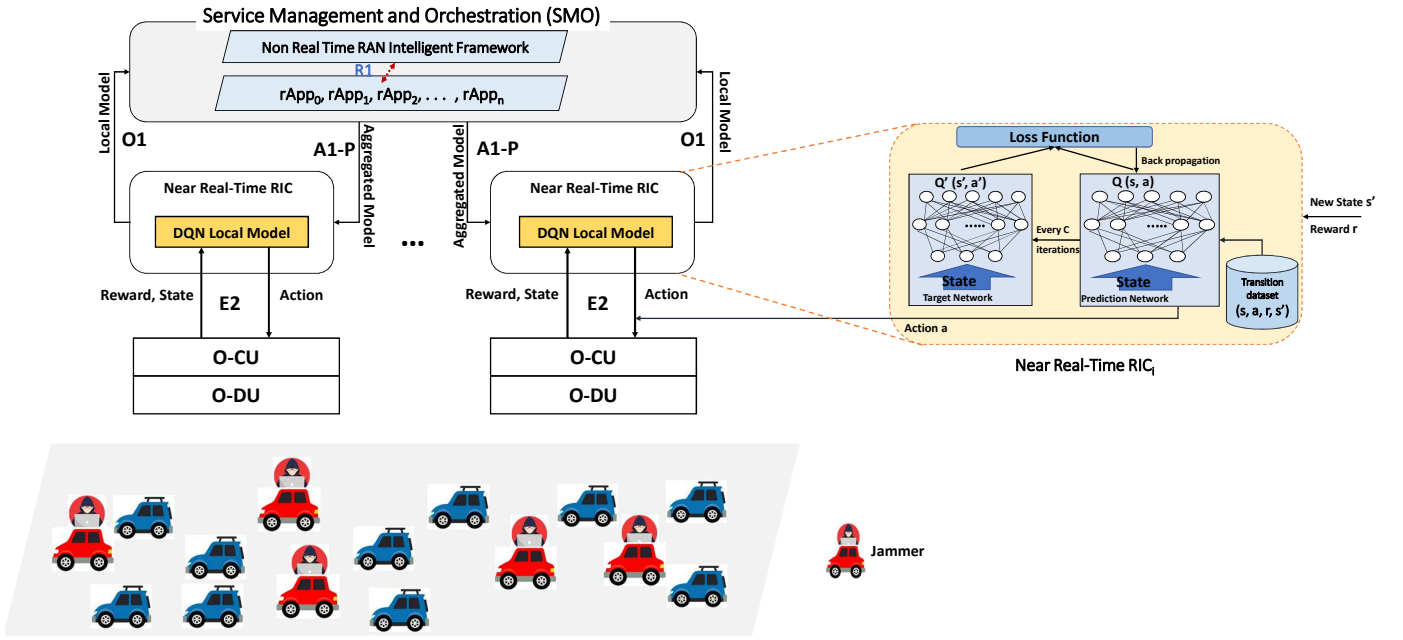 Service Management and Orchestration (SMO)
Non Real Time RAN Intelligent Framework
R1
rApp0, rApp1, rApp2, . . . , rAppn
Local Model
O1
A1-P
Aggregated Model
Aggregated Model
A1-P
O1
Local Model
Near Real-Time RIC
DQN Local Model
...
Near Real-Time RIC
DQN Local Model
Reward, State
E2
Action
Reward, State
E2
Action
O-CU
O-DU
O-CU
O-DU
Loss Function
Back propagation
Q' (s', a')
Q (s, a)
.....
.....
Every C
iterations
State
Target Network
State
Prediction Network
Transition
dataset
(s, a, r, s')
New State s'
Reward r
Action a
Near Real-Time RICi
Jammer